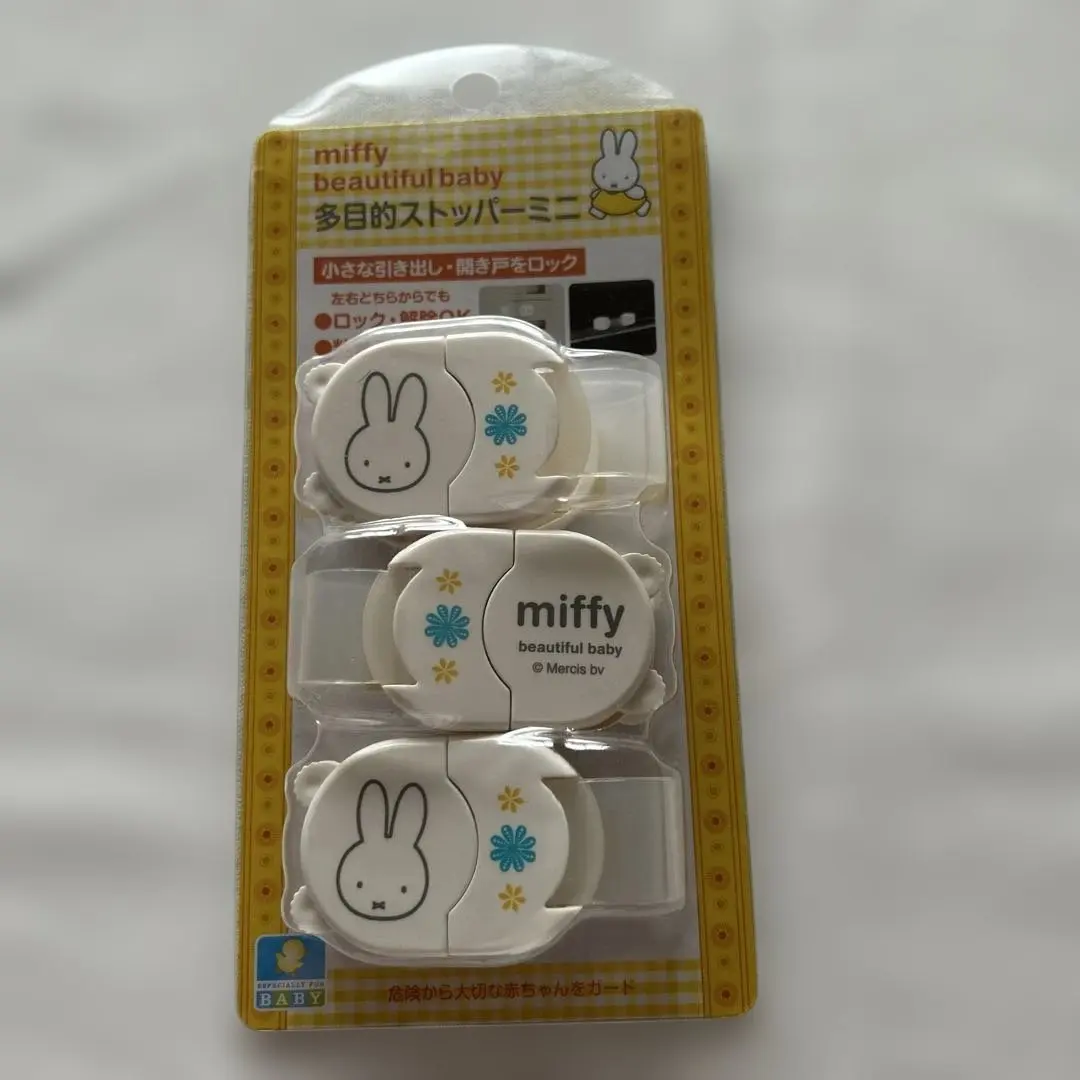 miffy
beautiful baby
多目的ストッパーミニ
小さな引き出し・開き戸をロック
左右どちらからでも
●ロック・解除OK
miffy
beautiful baby
© Mercis bv
ESPECIALLY FOR
BABY
危険から大切な赤ちゃんをガード